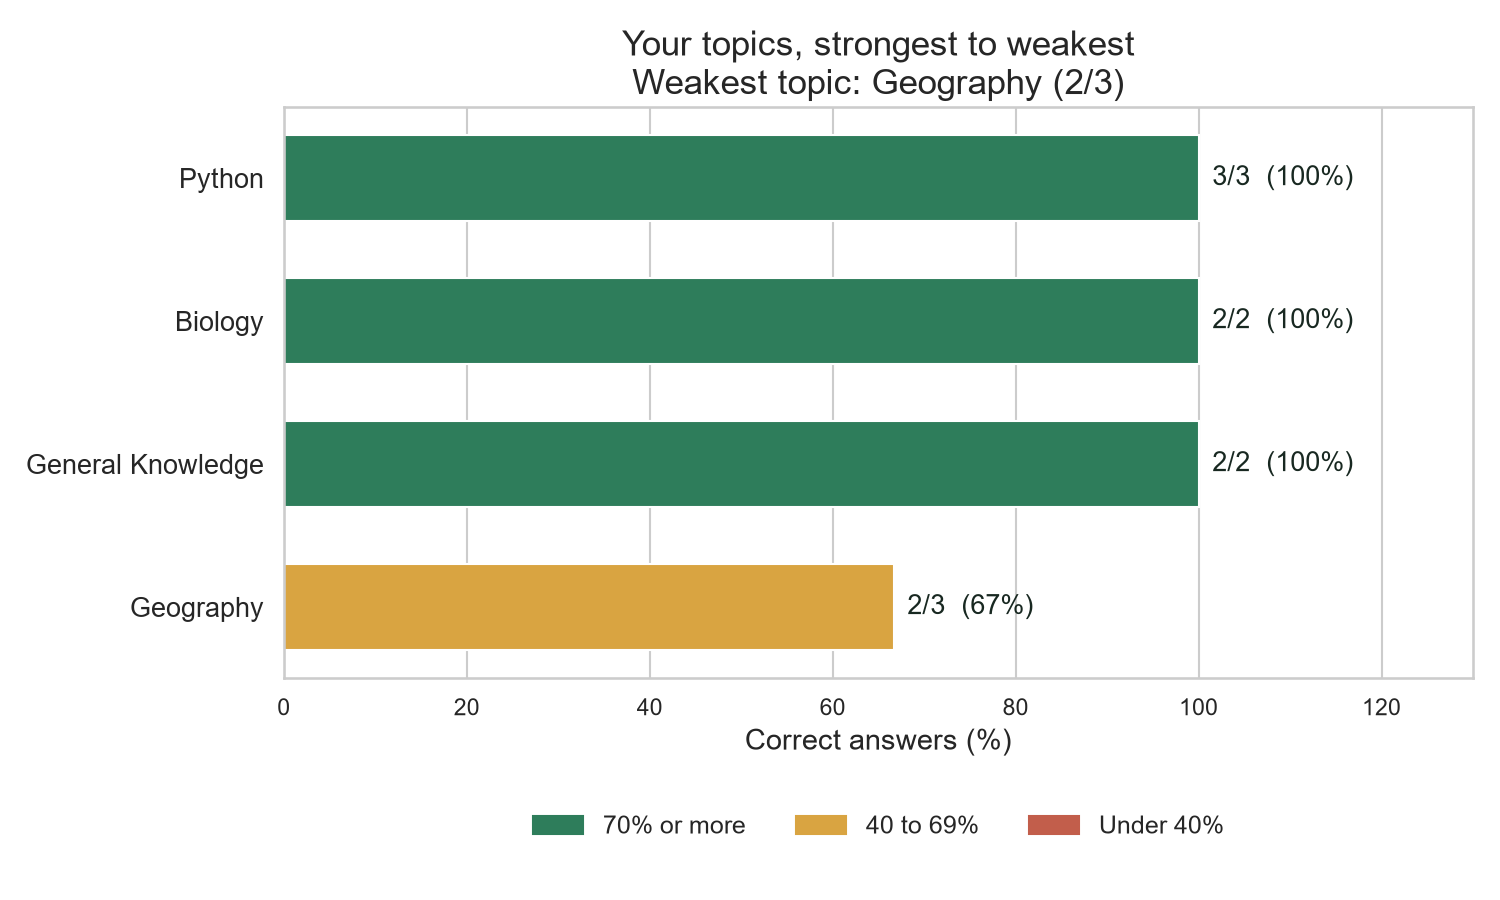 Your topics, strongest to weakest
Weakest topic: Geography (2/3)
Python
3/3  (100%)
Biology
2/2  (100%)
General Knowledge
2/2  (100%)
Geography
2/3  (67%)
0 20 40 60 80 100 120
Correct answers (%)
70% or more 40 to 69% Under 40%